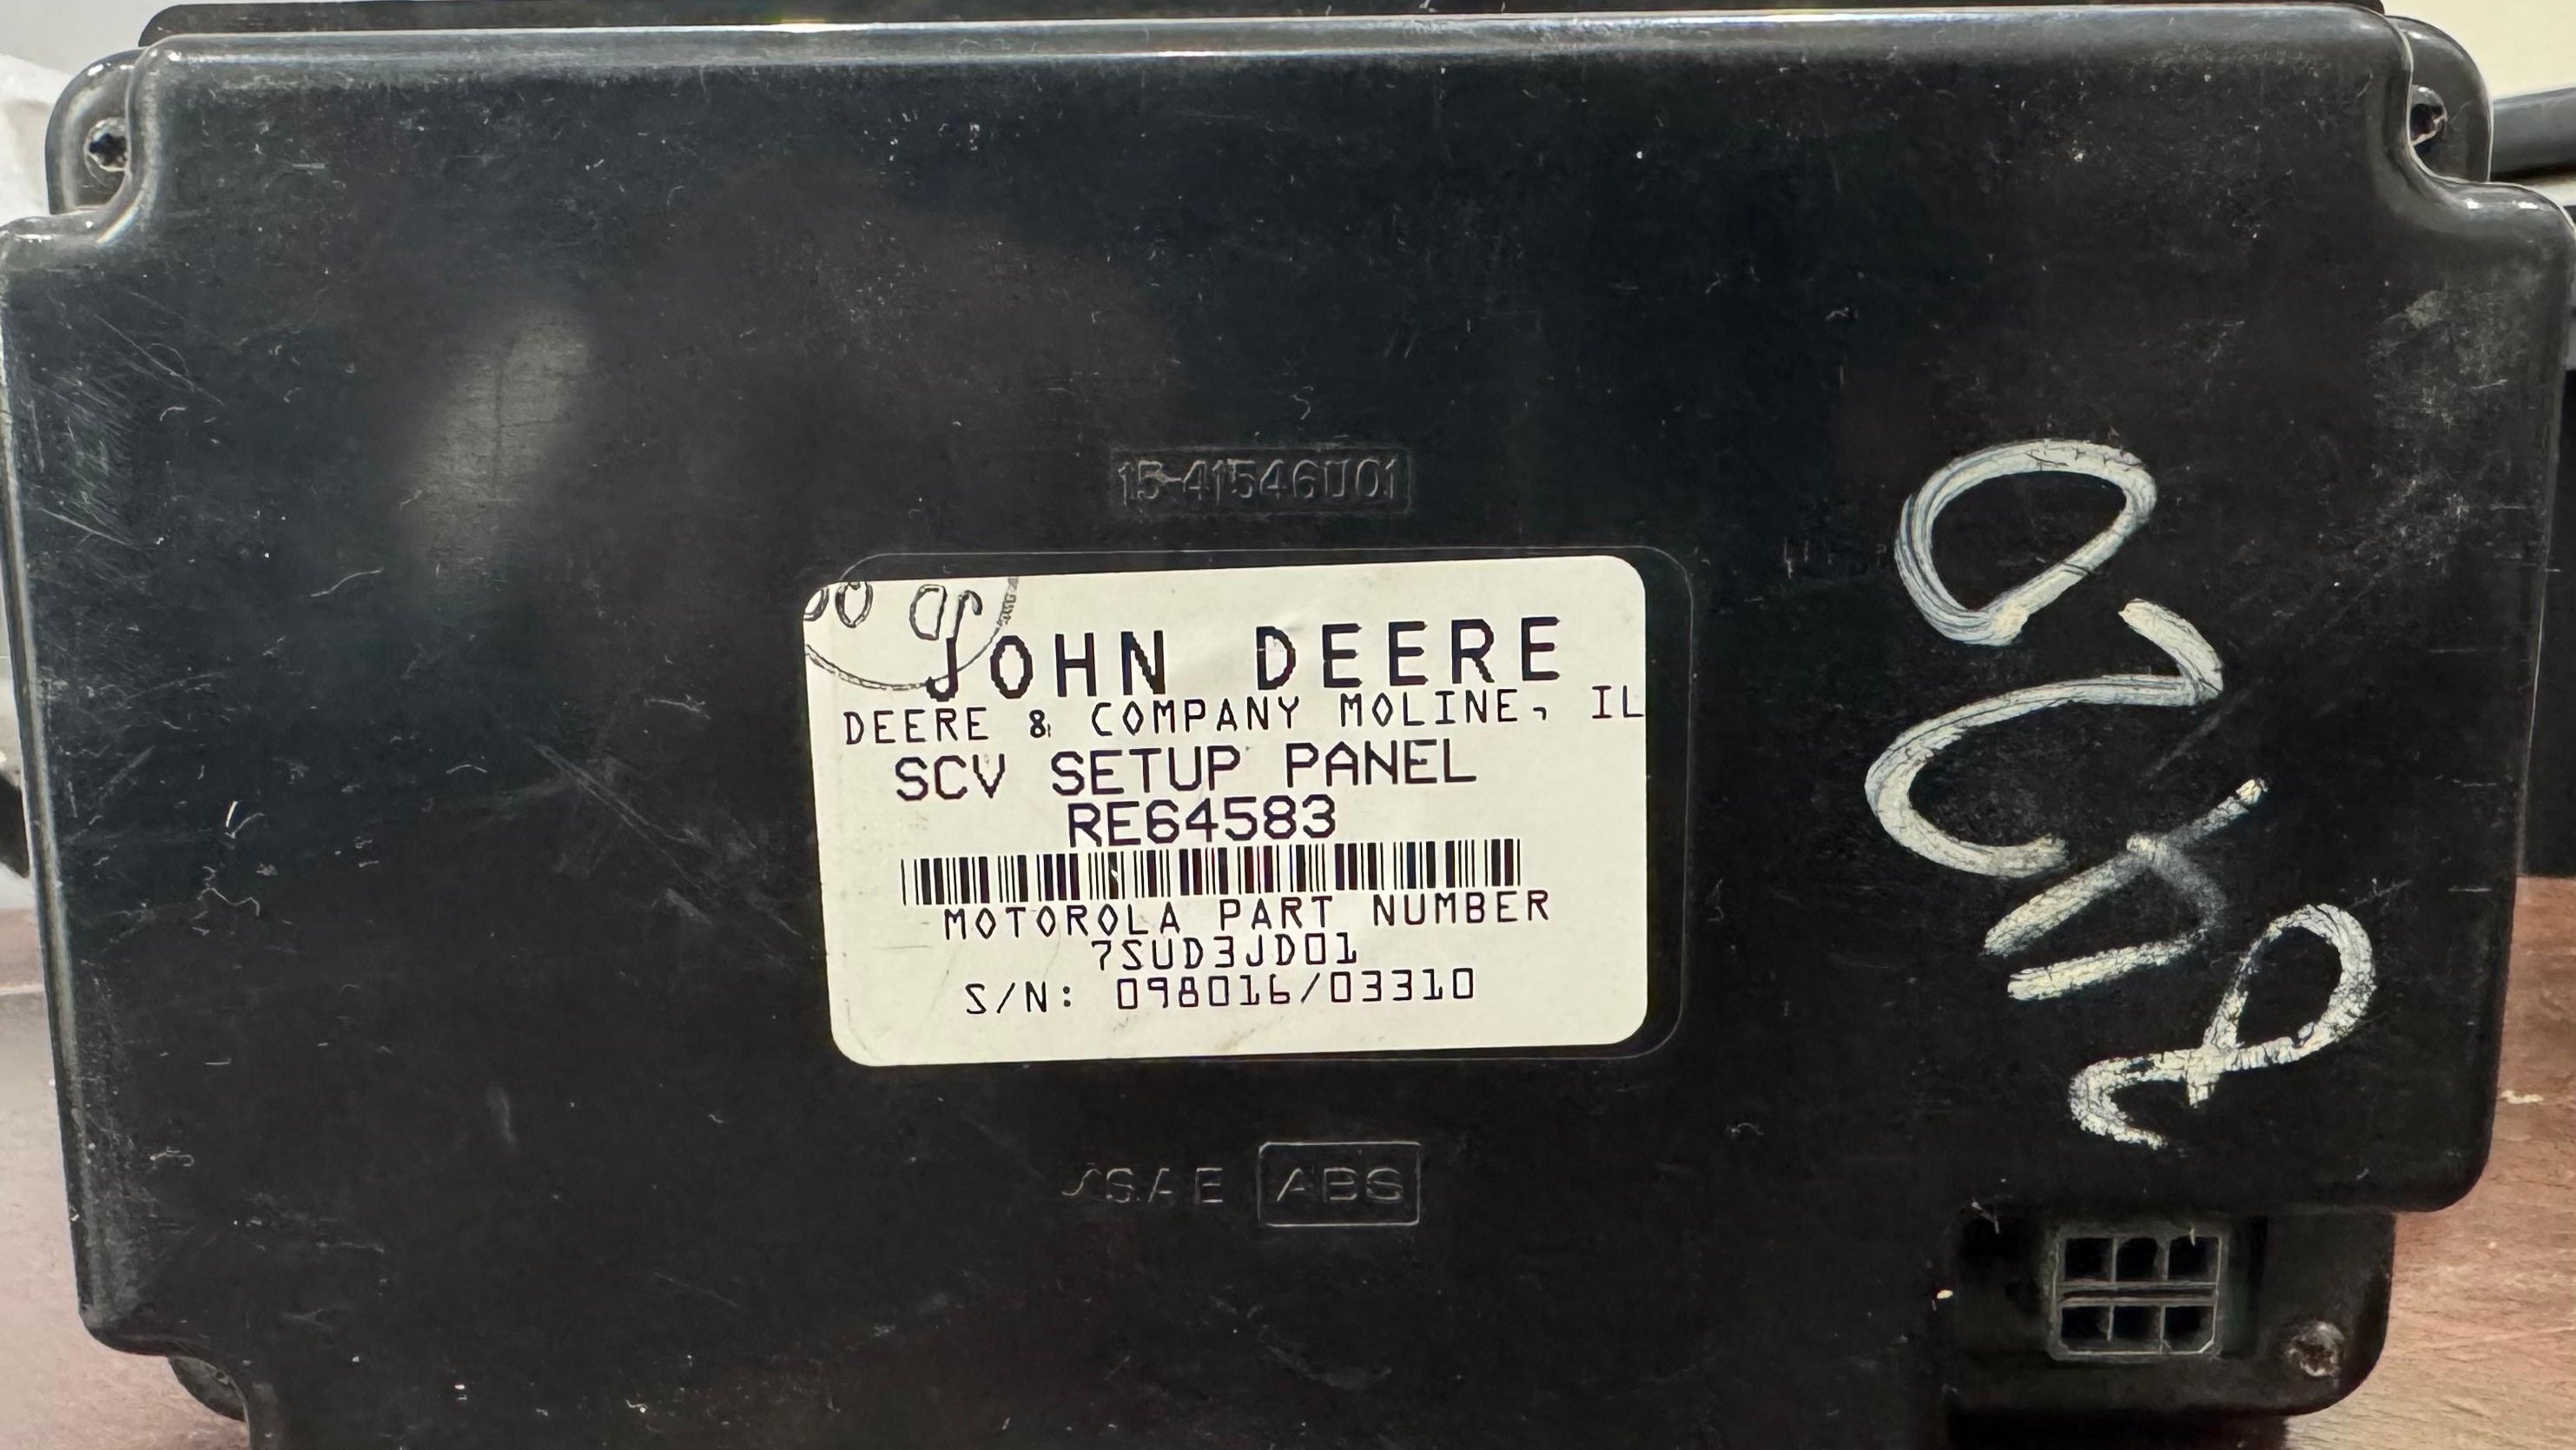 15-41546U01
JOHN DEERE
DEERE & COMPANY MOLINE, IL
SCV SETUP PANEL
RE64583
MOTOROLA PART NUMBER
7SUD3JD01
S/N: 098016/03310
SAE ABS